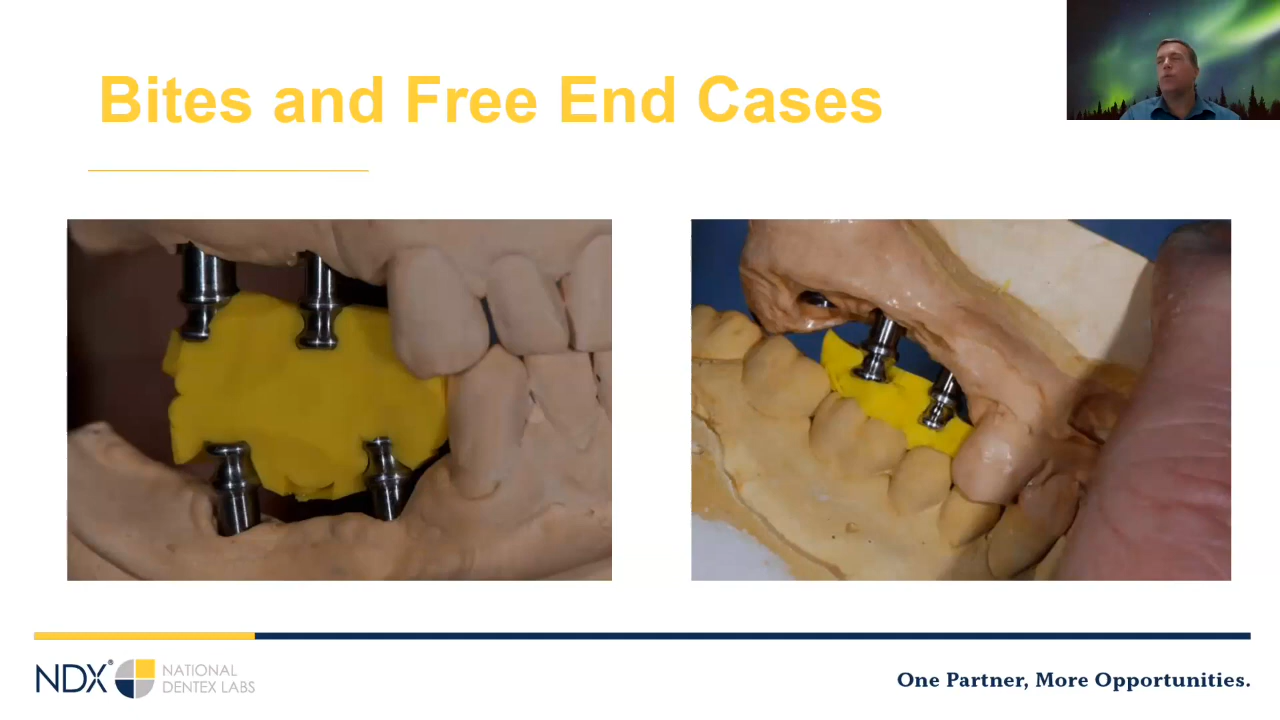 Bites and Free End Cases
NDX® NATIONAL
DENTEX LABS
One Partner, More Opportunities.